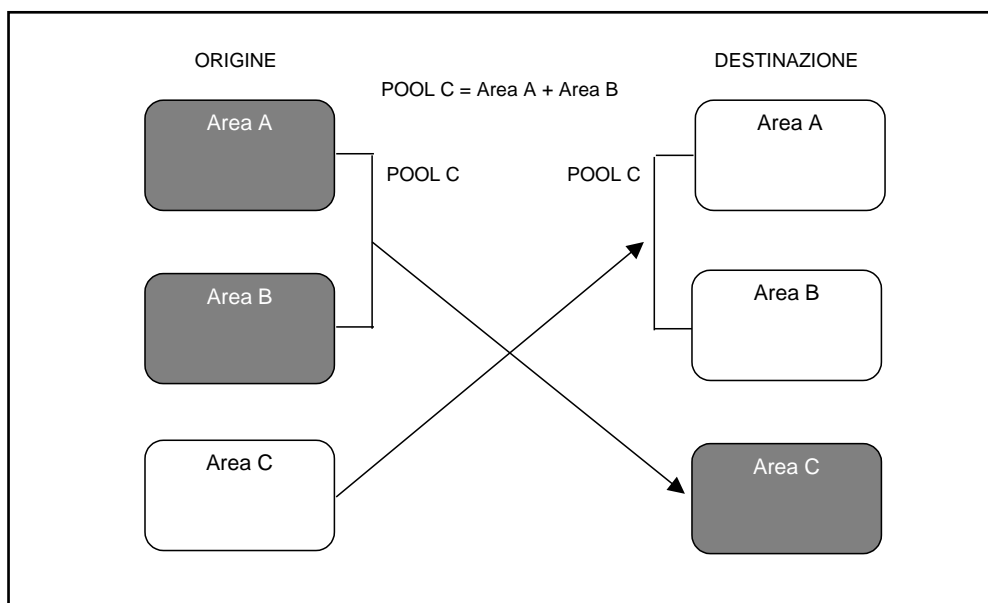 ORIGINE
DESTINAZIONE
POOL C = Area A + Area B
Area A
Area A
POOL C
POOL C
Area B
Area B
Area C
Area C